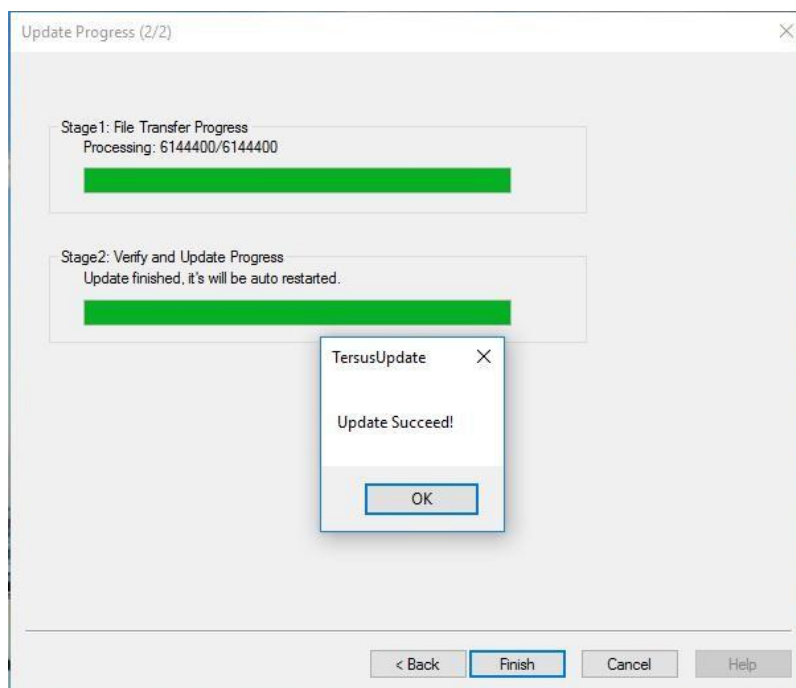 Update Progress (2/2)
Stage1: File Transfer Progress
Processing: 6144400/6144400
Stage2: Verify and Update Progress
Update finished, it's will be auto restarted.
TersusUpdate
Update Succeed!
OK
< Back
Finish
Cancel
Help